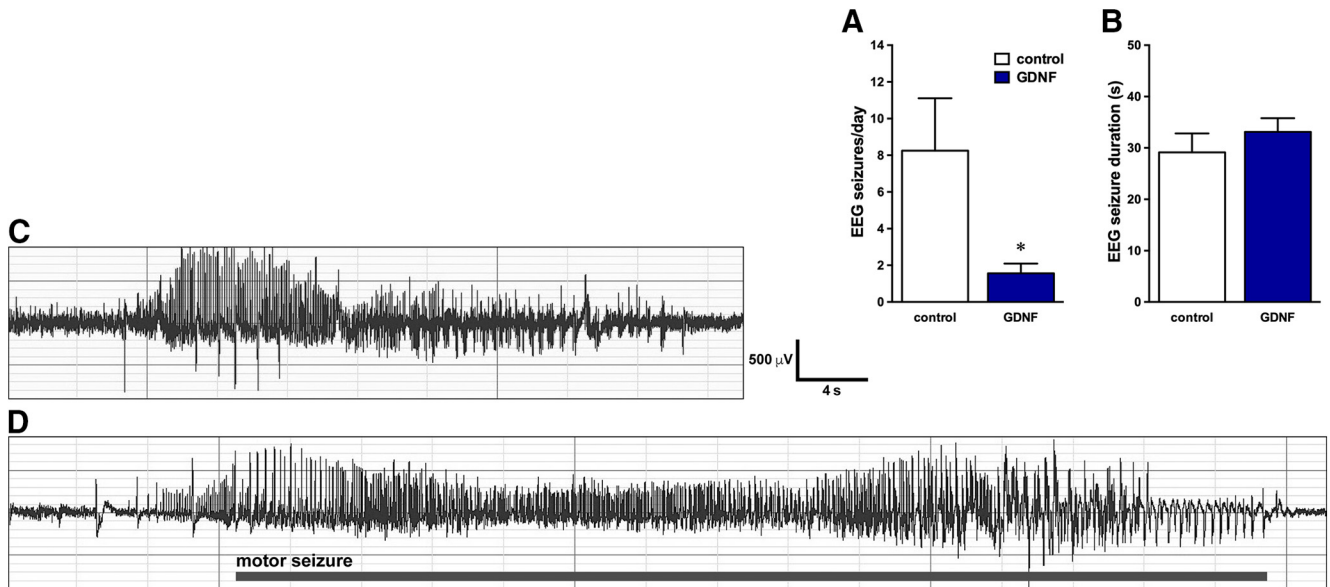 A
EEG seizures/day
14
12
10
8
6
4
2
0
control
GDNF
*
control
GDNF
B
EEG seizure duration (s)
50
40
30
20
10
0
control
GDNF
C
500 μV
4 s
D
motor seizure